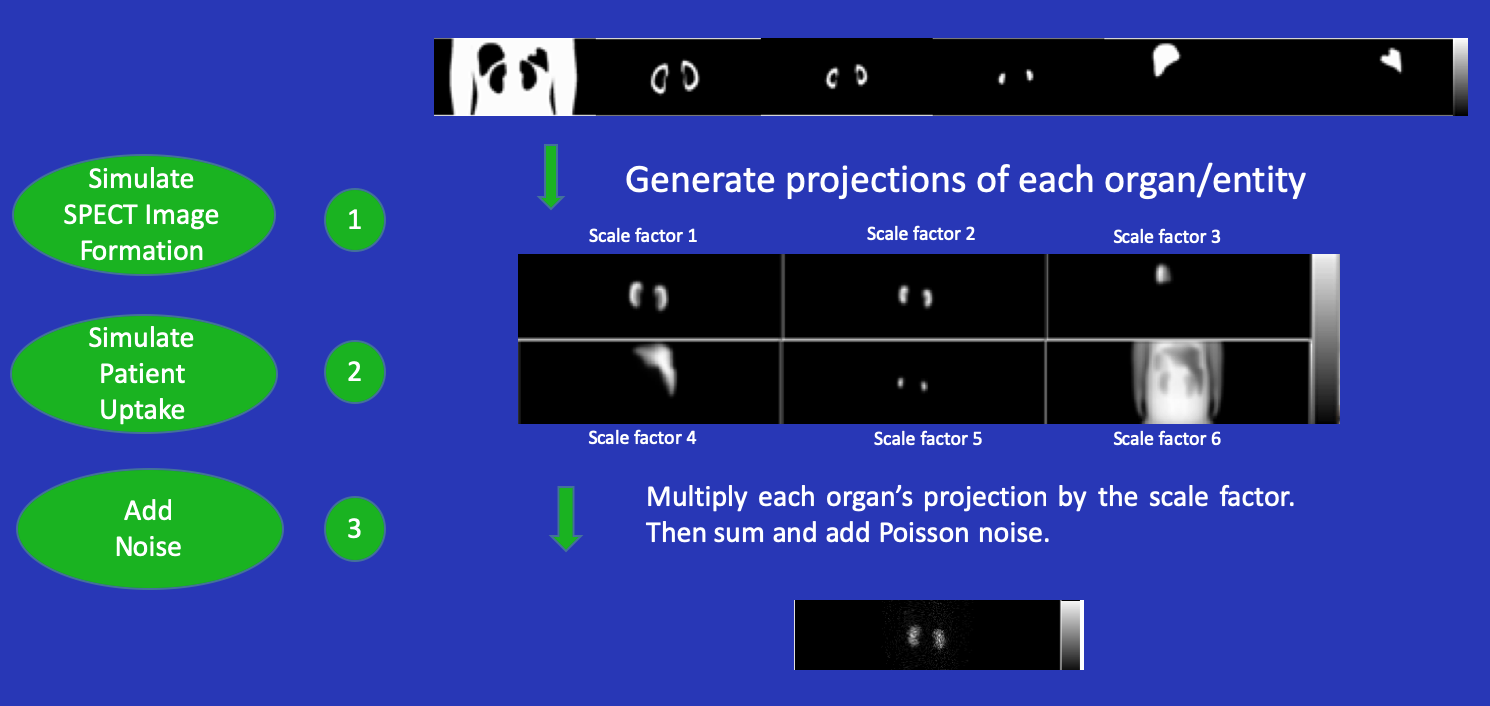 Simulate
SPECT Image
Formation
1
Generate projections of each organ/entity
Scale factor 1
Scale factor 2
Scale factor 3
Simulate
Patient
Uptake
2
Scale factor 4
Scale factor 5
Scale factor 6
Add
Noise
3
Multiply each organ’s projection by the scale factor.
Then sum and add Poisson noise.